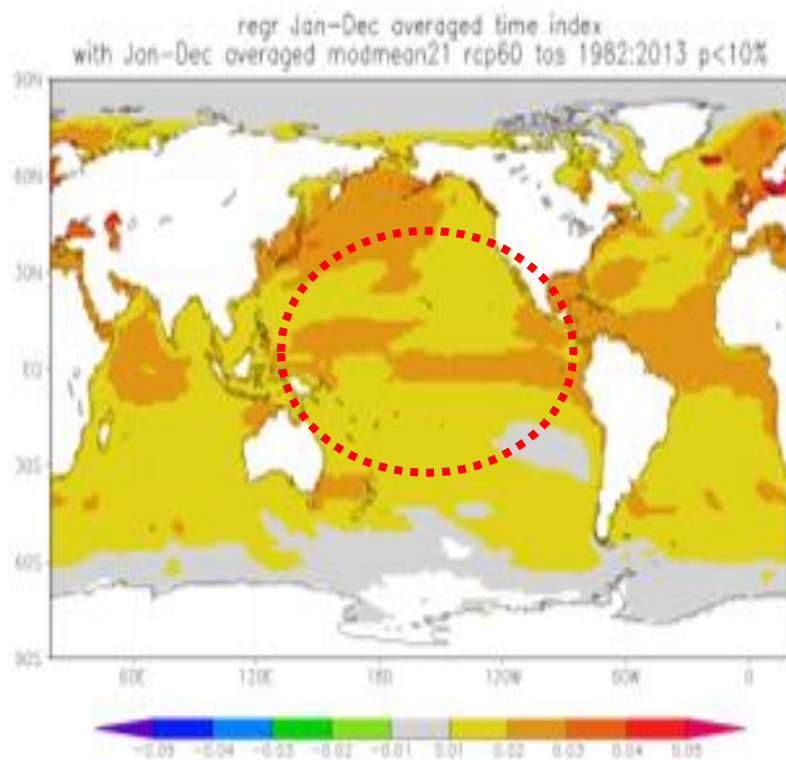 regr Jan-Dec averaged time index
with Jan-Dec averaged modmean21 rcp60 tos 1982:2013 p<10%
90N
60N
30N
EQ
30S
60S
90S
60E 120E 180 120W 60W 0
-0.05 -0.04 -0.03 -0.02 -0.01 0.01 0.02 0.03 0.04 0.05